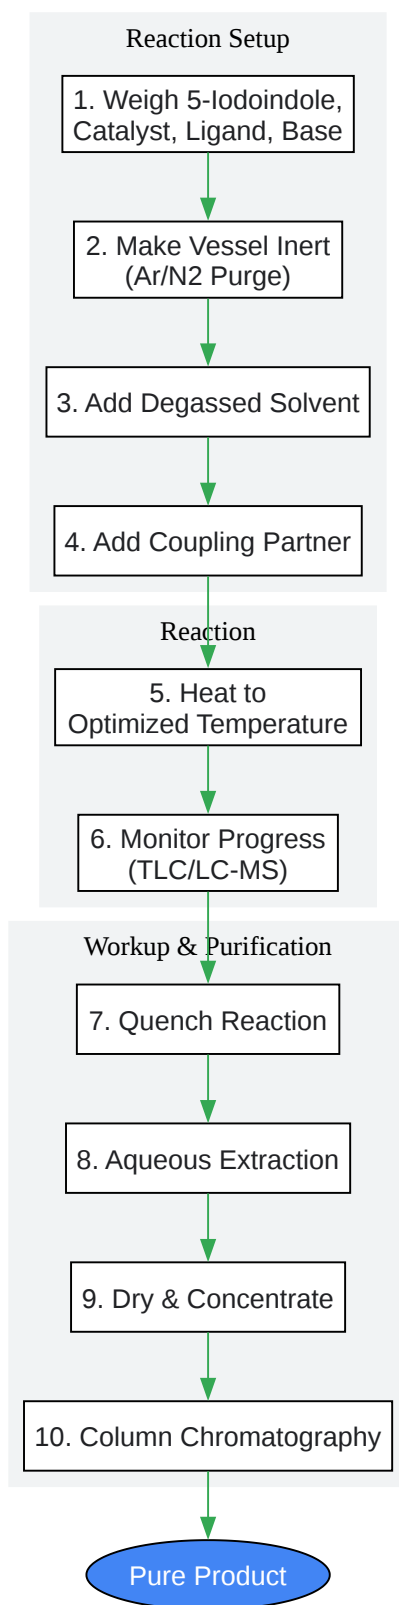 Reaction Setup
1. Weigh 5-Iodoindole,
Catalyst, Ligand, Base
2. Make Vessel Inert
(Ar/N2 Purge)
3. Add Degassed Solvent
4. Add Coupling Partner
Reaction
5. Heat to
Optimized Temperature
6. Monitor Progress
(TLC/LC-MS)
Workup & Purification
7. Quench Reaction
8. Aqueous Extraction
9. Dry & Concentrate
10. Column Chromatography
Pure Product